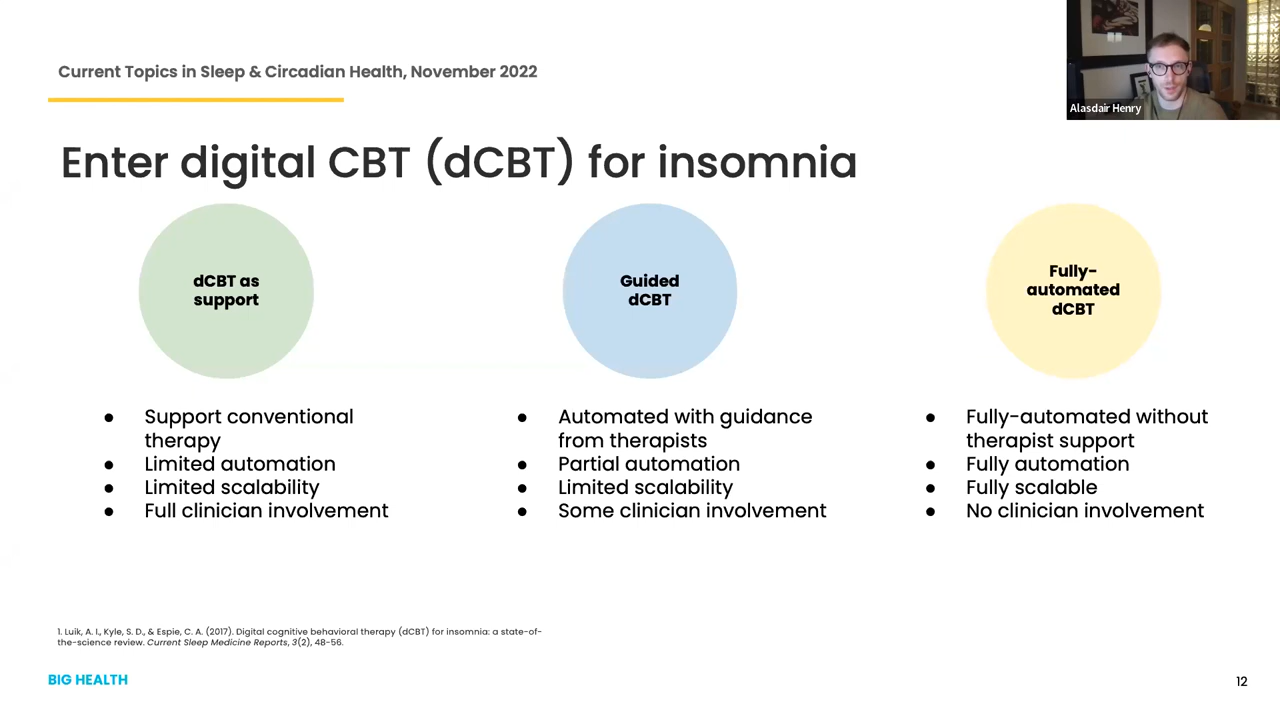 Current Topics in Sleep & Circadian Health, November 2022
Alasdair Henry
Enter digital CBT (dCBT) for insomnia
dCBT as
support
Guided
dCBT
Fully-
automated
dCBT
● Support conventional
therapy
● Limited automation
● Limited scalability
● Full clinician involvement
● Automated with guidance
from therapists
● Partial automation
● Limited scalability
● Some clinician involvement
● Fully-automated without
therapist support
● Fully automation
● Fully scalable
● No clinician involvement
1. Luik, A. I., Kyle, S. D., & Espie, C. A. (2017). Digital cognitive behavioral therapy (dCBT) for insomnia: a state-of-
the-science review. Current Sleep Medicine Reports, 3(2), 48-56.
BIG HEALTH
12